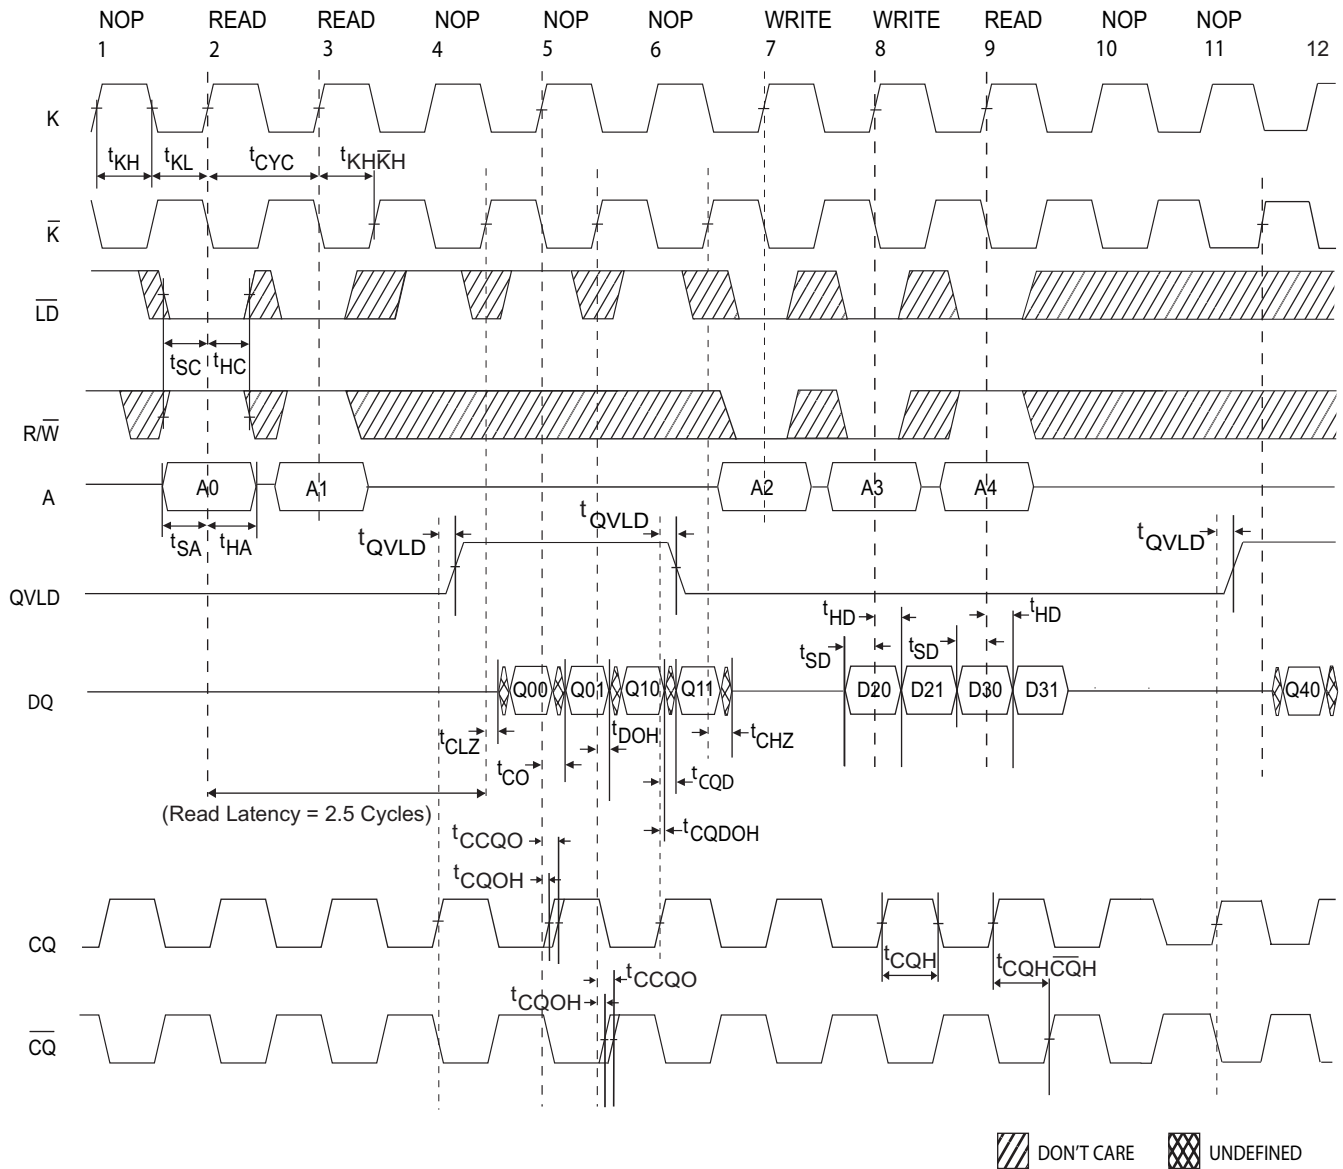 NOP READ READ NOP NOP NOP WRITE WRITE READ NOP NOP
1 2 3 4 5 6 7 8 9 10 11 12
K
tKH tKL tCYC tKHK̅H
K̅
L̅D̅
tSC tHC
R/W̅
A A0 A1 A2 A3 A4
tSA tHA tQVLD tQVLD tQVLD
QVLD
tHD tHD
tSD tSD
DQ Q00 Q01 Q10 Q11 D20 D21 D30 D31 Q40
tCLZ tDOH tCHZ
tCO tCQD
(Read Latency = 2.5 Cycles)
tCQDOH
tCCQO
tCQOH
CQ
tCQH tCQHC̅Q̅H
tCCQO
tCQOH
C̅Q̅
DON'T CARE UNDEFINED